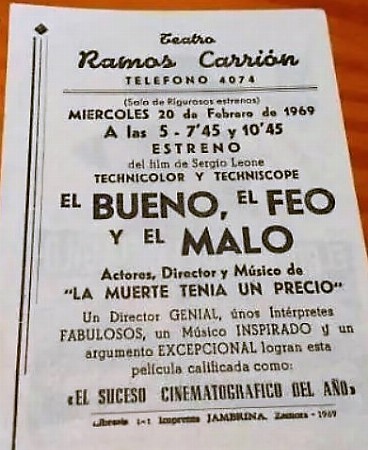 Teatro
Ramos Carrión
TELEFONO 4074
(Sala de Rigurosos estrenos)
MIERCOLES 20 de Febrero de 1969
A las 5 - 7'45 y 10'45
ESTRENO
del film de Sergio Leone
TECHNICOLOR Y TECHNISCOPE
EL BUENO, EL FEO
Y EL MALO
Actores, Director y Músico de
"LA MUERTE TENIA UN PRECIO"
Un Director GENIAL, únos Intérpretes
FABULOSOS, un Músico INSPIRADO y un
argumento EXCEPCIONAL logran esta
película calificada como:
«EL SUCESO CINEMATOGRAFICO DEL AÑO»
Imprenta JAMBRINA. Zamora - 1969